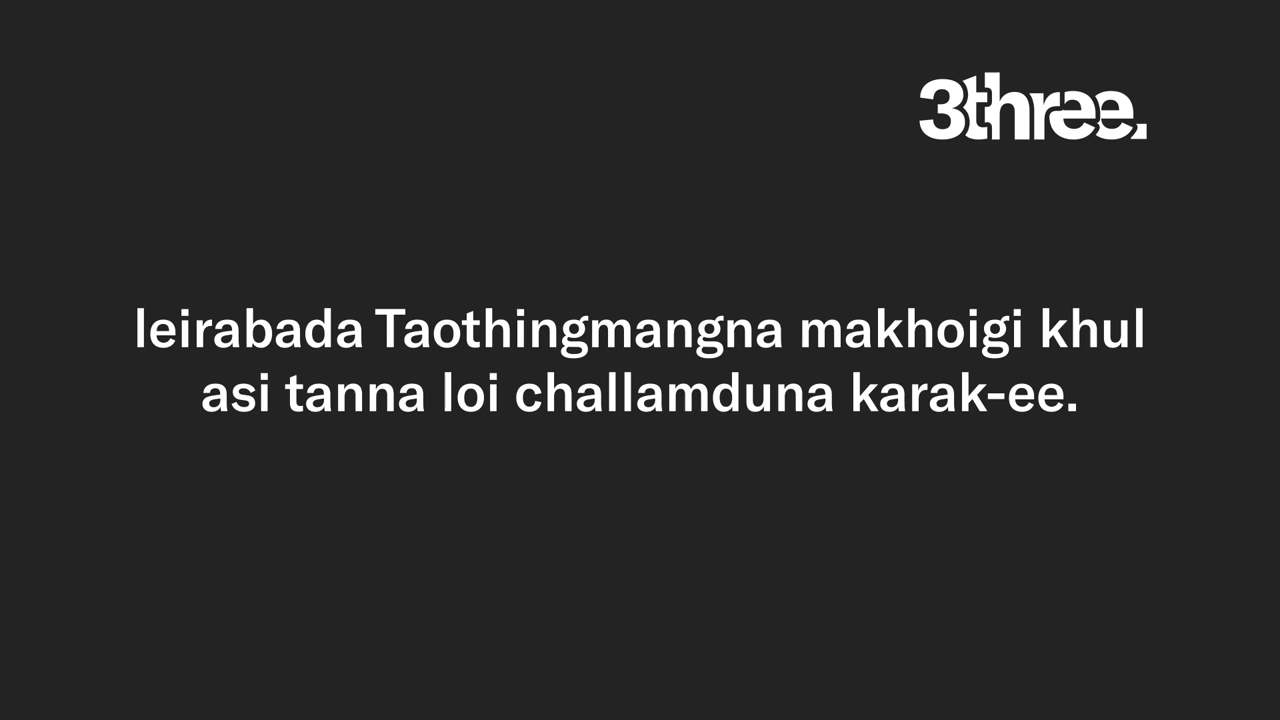 3three.
leirabada Taothingmangna makhoigi khul
asi tanna loi challamduna karak-ee.